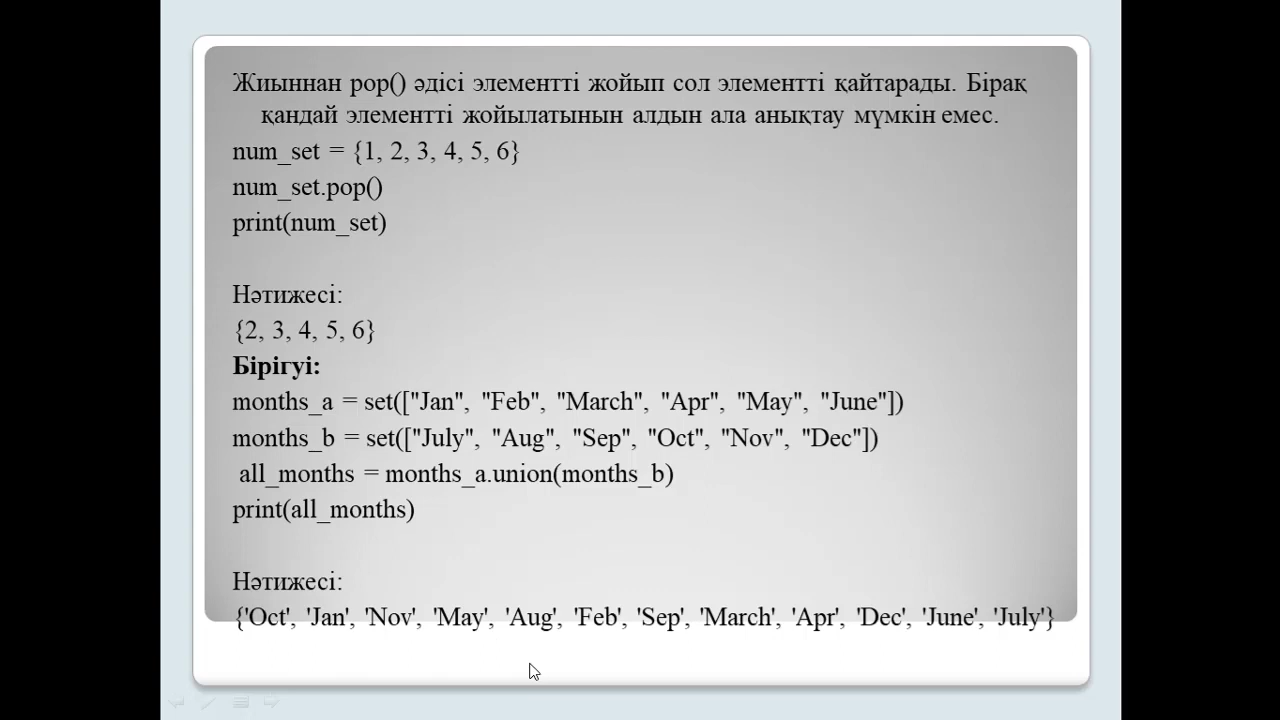 Жиыннан pop() әдісі элементті жойып сол элементті қайтарады. Бірақ
қандай элементті жойылатынын алдын ала анықтау мүмкін емес.
num_set = {1, 2, 3, 4, 5, 6}
num_set.pop()
print(num_set)
Нәтижесі:
{2, 3, 4, 5, 6}
Бірігуі:
months_a = set(["Jan", "Feb", "March", "Apr", "May", "June"])
months_b = set(["July", "Aug", "Sep", "Oct", "Nov", "Dec"])
all_months = months_a.union(months_b)
print(all_months)
Нәтижесі:
{'Oct', 'Jan', 'Nov', 'May', 'Aug', 'Feb', 'Sep', 'March', 'Apr', 'Dec', 'June', 'July'}